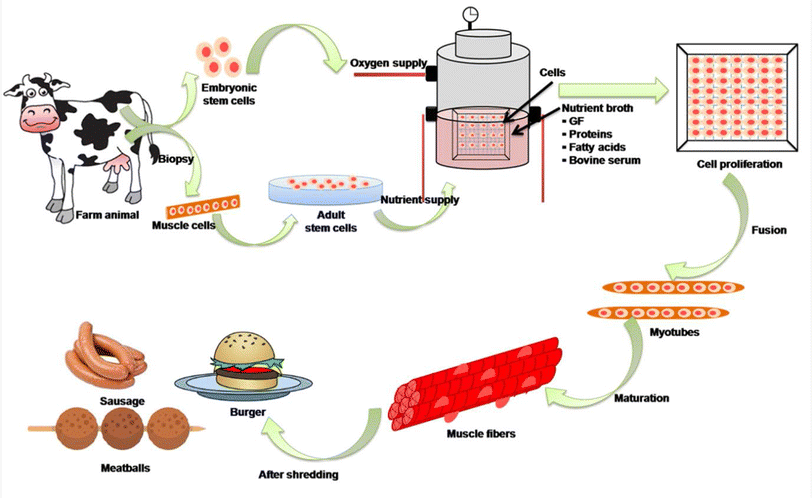 Embryonic
stem cells
Oxygen supply
Cells
Nutrient broth
▪ GF
▪ Proteins
▪ Fatty acids
▪ Bovine serum
Cell proliferation
Biopsy
Farm animal
Muscle cells
Adult
stem cells
Nutrient supply
Fusion
Myotubes
Maturation
Muscle fibers
After shredding
Burger
Sausage
Meatballs